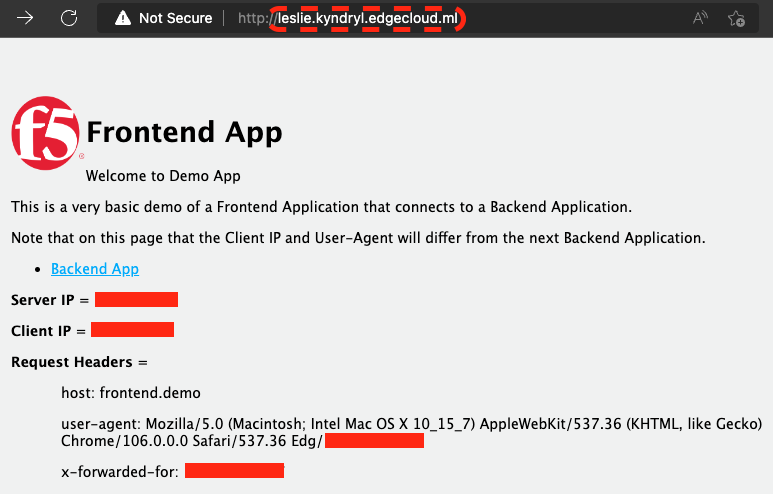 Not Secure | http://leslie.kyndryl.edgecloud.ml
f5
Frontend App
Welcome to Demo App
This is a very basic demo of a Frontend Application that connects to a Backend Application.
Note that on this page that the Client IP and User-Agent will differ from the next Backend Application.
• Backend App
Server IP =
Client IP =
Request Headers =
host: frontend.demo
user-agent: Mozilla/5.0 (Macintosh; Intel Mac OS X 10_15_7) AppleWebKit/537.36 (KHTML, like Gecko)
Chrome/106.0.0.0 Safari/537.36 Edg/
x-forwarded-for: